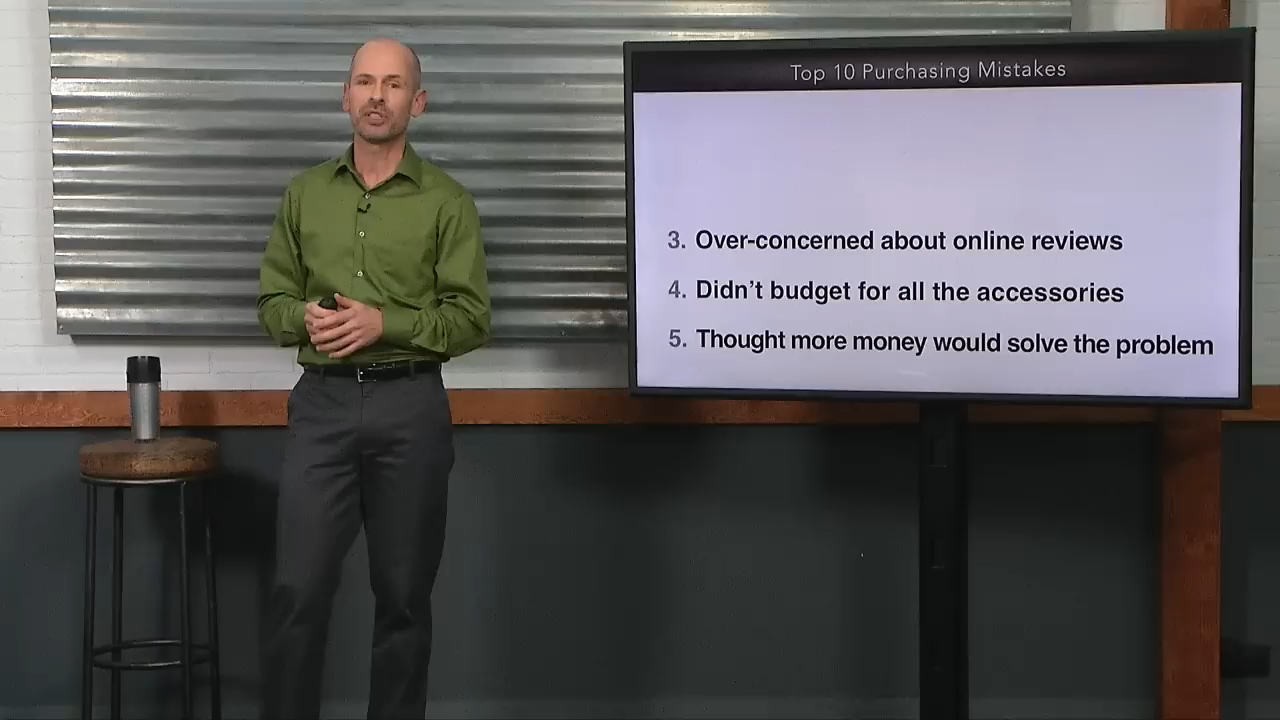 Top 10 Purchasing Mistakes
3. Over-concerned about online reviews
4. Didn't budget for all the accessories
5. Thought more money would solve the problem